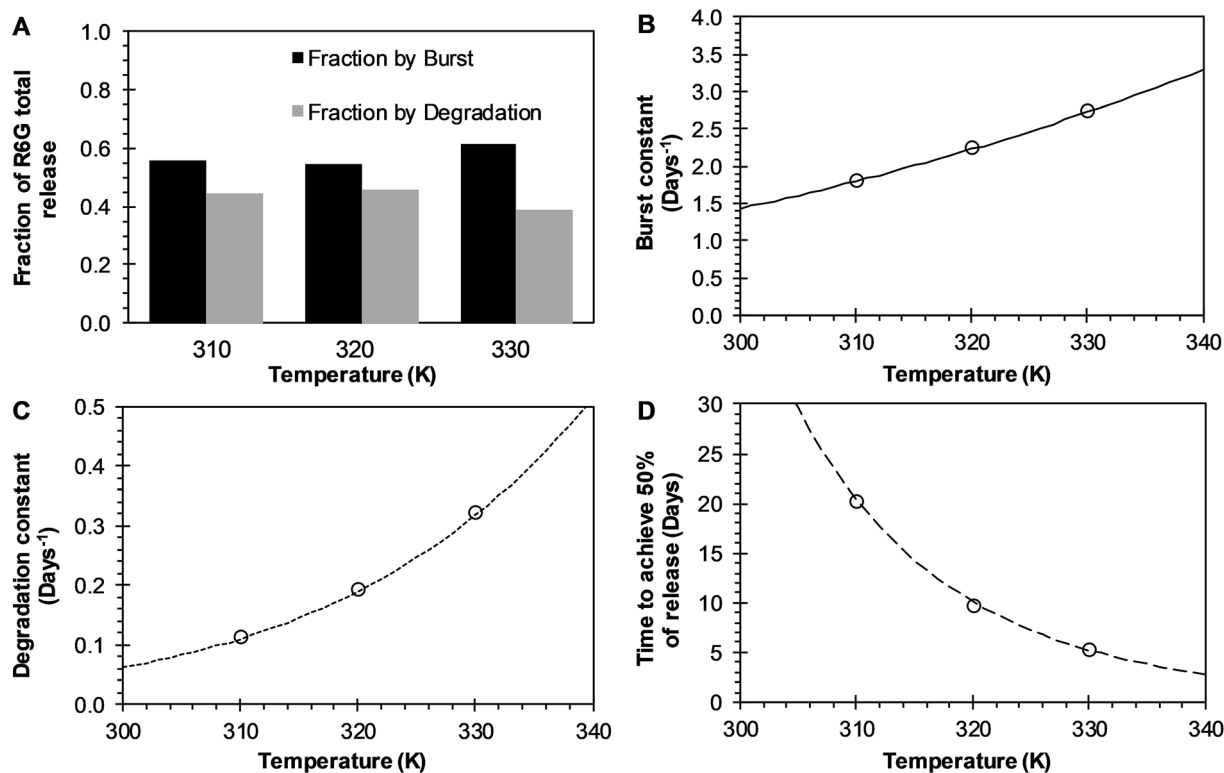 A
Fraction of R6G total
release
1.0
0.8
0.6
0.4
0.2
0.0
Fraction by Burst
Fraction by Degradation
310
320
330
Temperature (K)
B
Burst constant
(Days-1)
4.0
3.5
3.0
2.5
2.0
1.5
1.0
0.5
0.0
300
310
320
330
340
Temperature (K)
C
Degradation constant
(Days-1)
0.5
0.4
0.3
0.2
0.1
0.0
300
310
320
330
340
Temperature (K)
D
Time to achieve 50%
of release (Days)
30
25
20
15
10
5
0
300
310
320
330
340
Temperature (K)